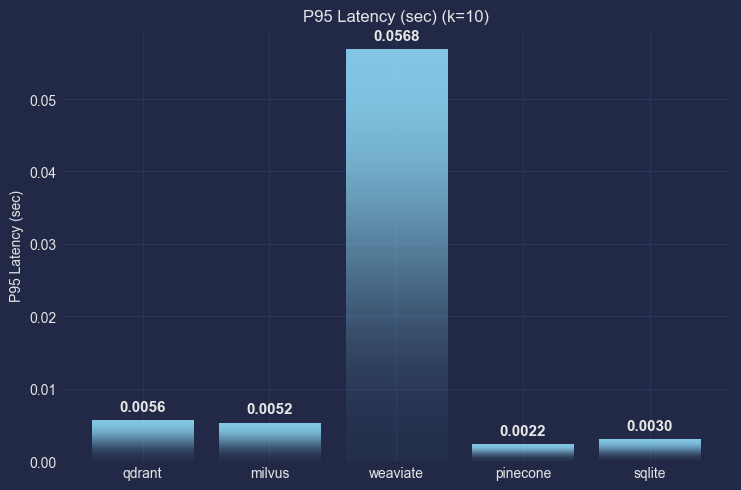 P95 Latency (sec) (k=10)
P95 Latency (sec)
0.05
0.04
0.03
0.02
0.01
0.00
0.0056
0.0052
0.0568
0.0022
0.0030
qdrant
milvus
weaviate
pinecone
sqlite